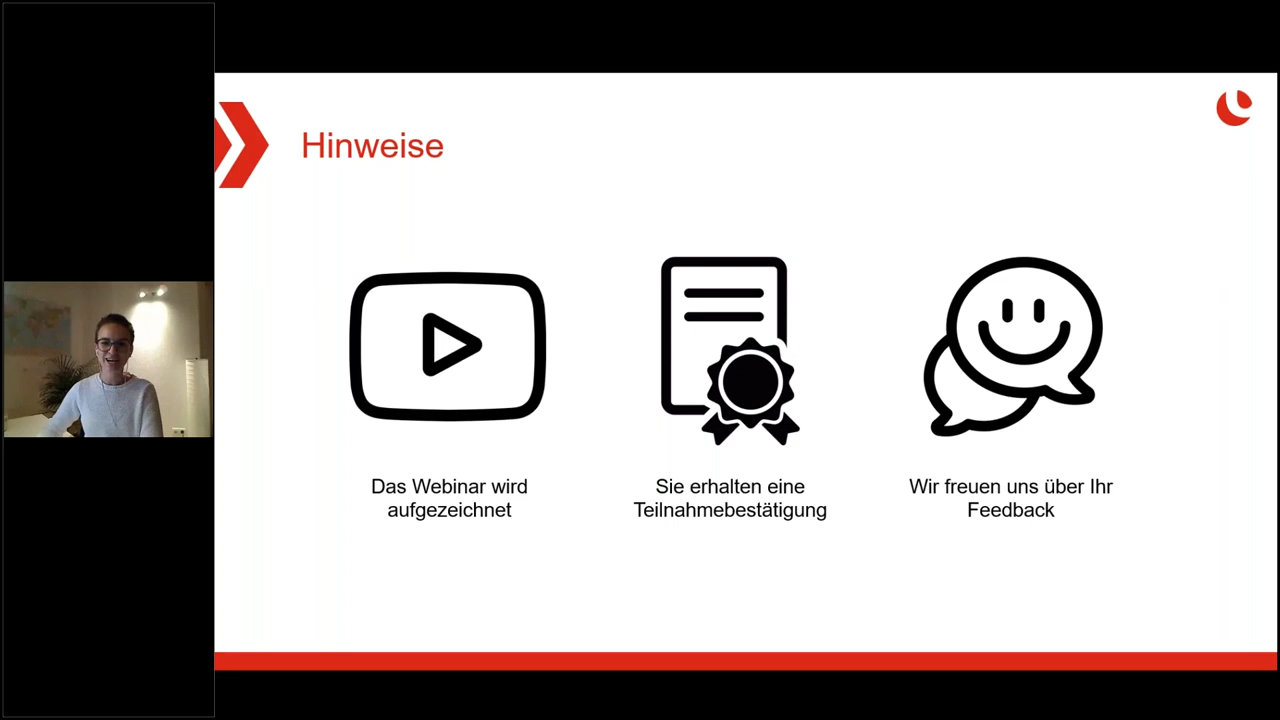 Hinweise
Das Webinar wird
aufgezeichnet
Sie erhalten eine
Teilnahmebestätigung
Wir freuen uns über Ihr
Feedback